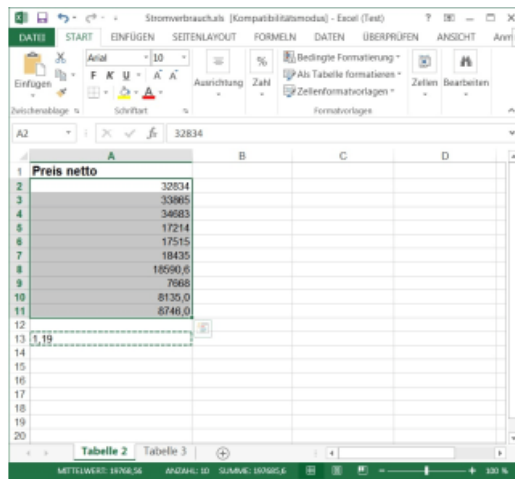 Stromverbrauch.xls [Kompatibilitätsmodus] - Excel (Test)
DATEI START EINFÜGEN SEITENLAYOUT FORMELN DATEN ÜBERPRÜFEN ANSICHT
Arial 10
Einfügen
F K U
Ausrichtung Zahl
Bedingte Formatierung
Als Tabelle formatieren
Zellenformatvorlagen
Zellen Bearbeiten
Zwischenablage Schriftart Formatvorlagen
A2 fx 32834
A B C D
1 Preis netto
2 32834
3 33865
4 34683
5 17214
6 17515
7 18435
8 18590,6
9 7668
10 8135,0
11 8746,0
12
13 1,19
14
15
16
17
18
19
20
Tabelle 2 Tabelle 3
MITTELWERT: 19768,56 ANZAHL: 10 SUMME: 197685,6 100 %